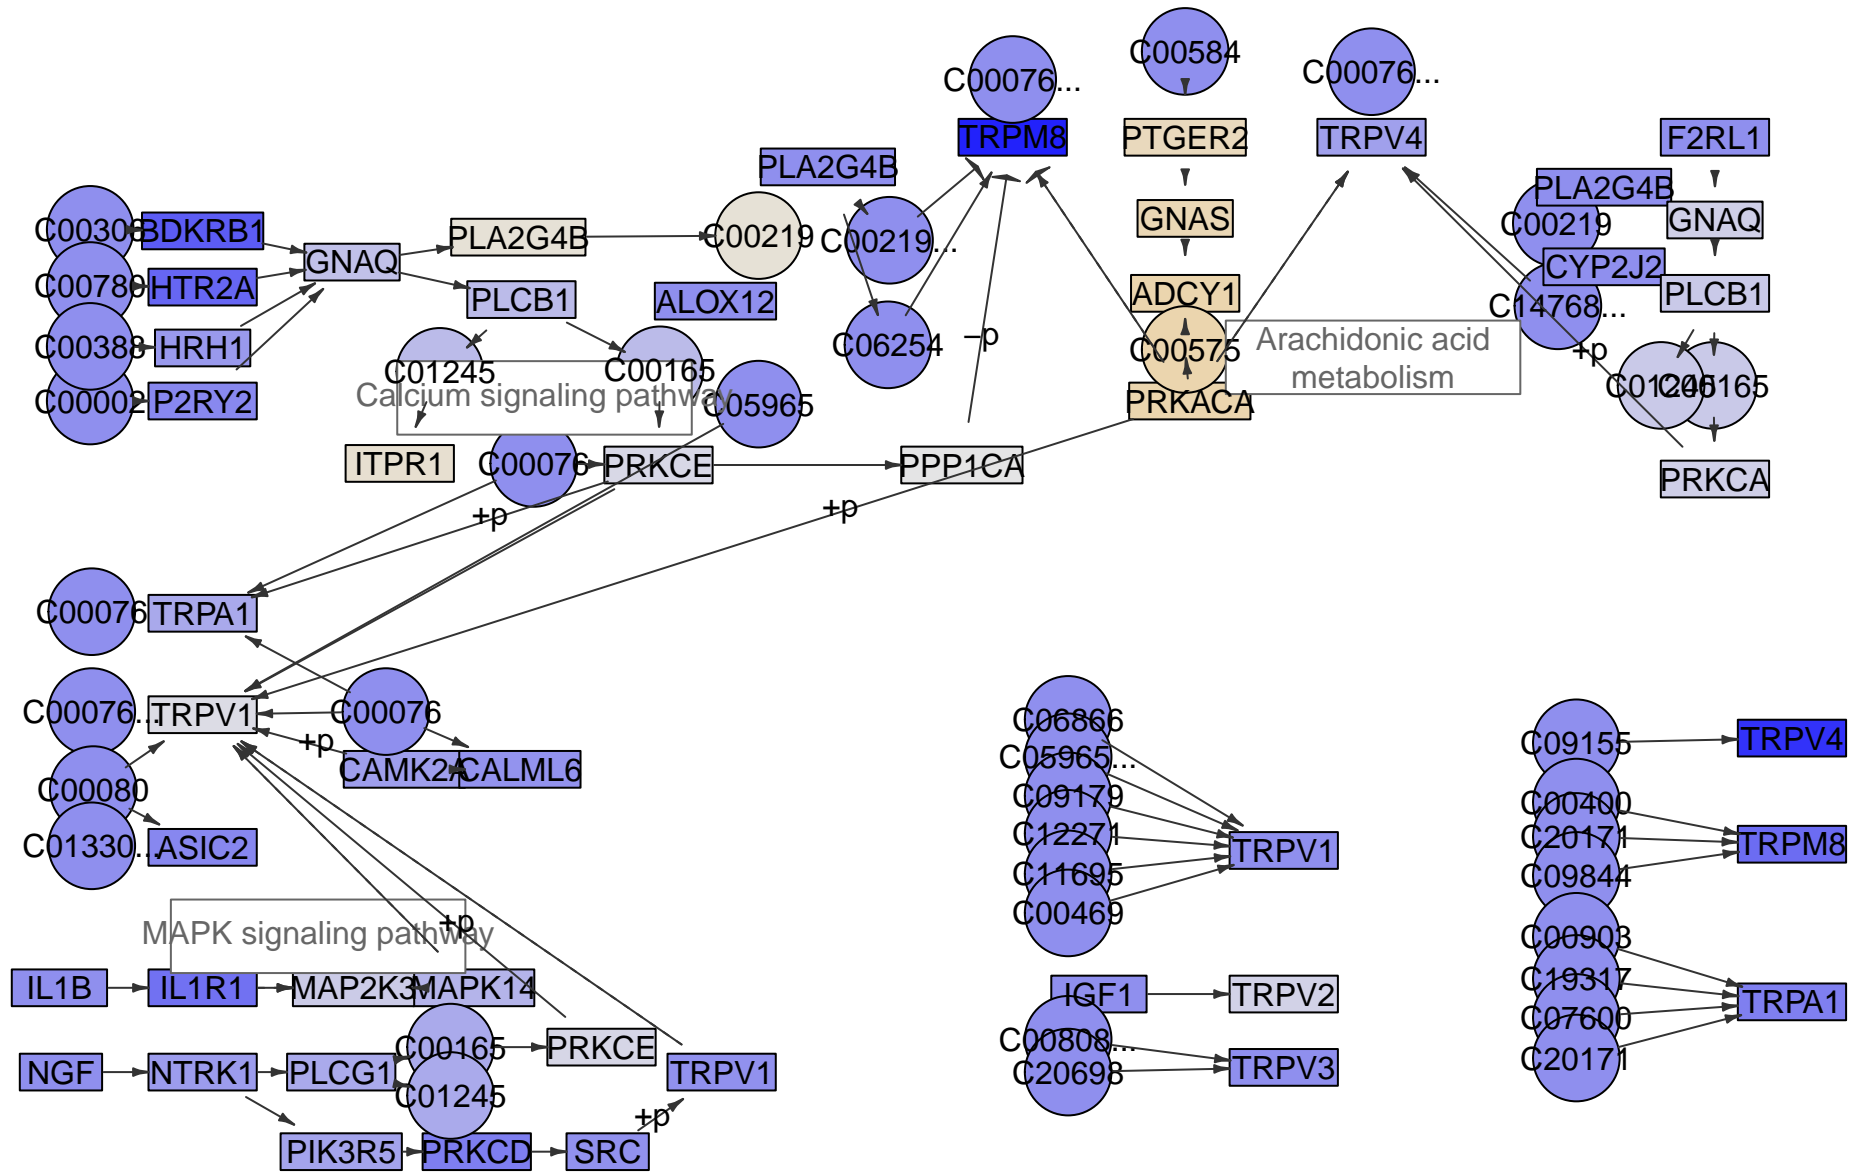 C00584
C00076...
C00076...
TRPM8
PTGER2
TRPV4
F2RL1
PLA2G4B
PLA2G4B
BDKRB1
PLA2G4B
C00219
C00219...
GNAS
C00219
GNAQ
GNAQ
CYP2J2
HTR2A
PLCB1
ALOX12
ADCY1
C14768...
PLCB1
C00388
HRH1
C01245
C00165
C06254
–p
C00575
Arachidonic acid
metabolism
+p
C01245
C00165
C00002
P2RY2
Calcium signaling pathway
C05965
PRKACA
ITPR1
C00076
PRKCE
PPP1CA
PRKCA
+p
+p
C00076
TRPA1
C00076...
TRPV1
C00076
+p
C06866
C09155
TRPV4
C05965...
CAMK2A
CALML6
C00080
C09179
C00400
C01330...
ASIC2
C12271
TRPV1
C20171
TRPM8
C11695
C09844
C00469
+p
MAPK signaling pathway
C00903
IL1B
IL1R1
MAP2K3
MAPK14
IGF1
TRPV2
C19317
TRPA1
C07600
C00165
PRKCE
C00808...
C20171
NGF
NTRK1
PLCG1
TRPV1
C20698
TRPV3
C01245
+p
PIK3R5
PRKCD
SRC